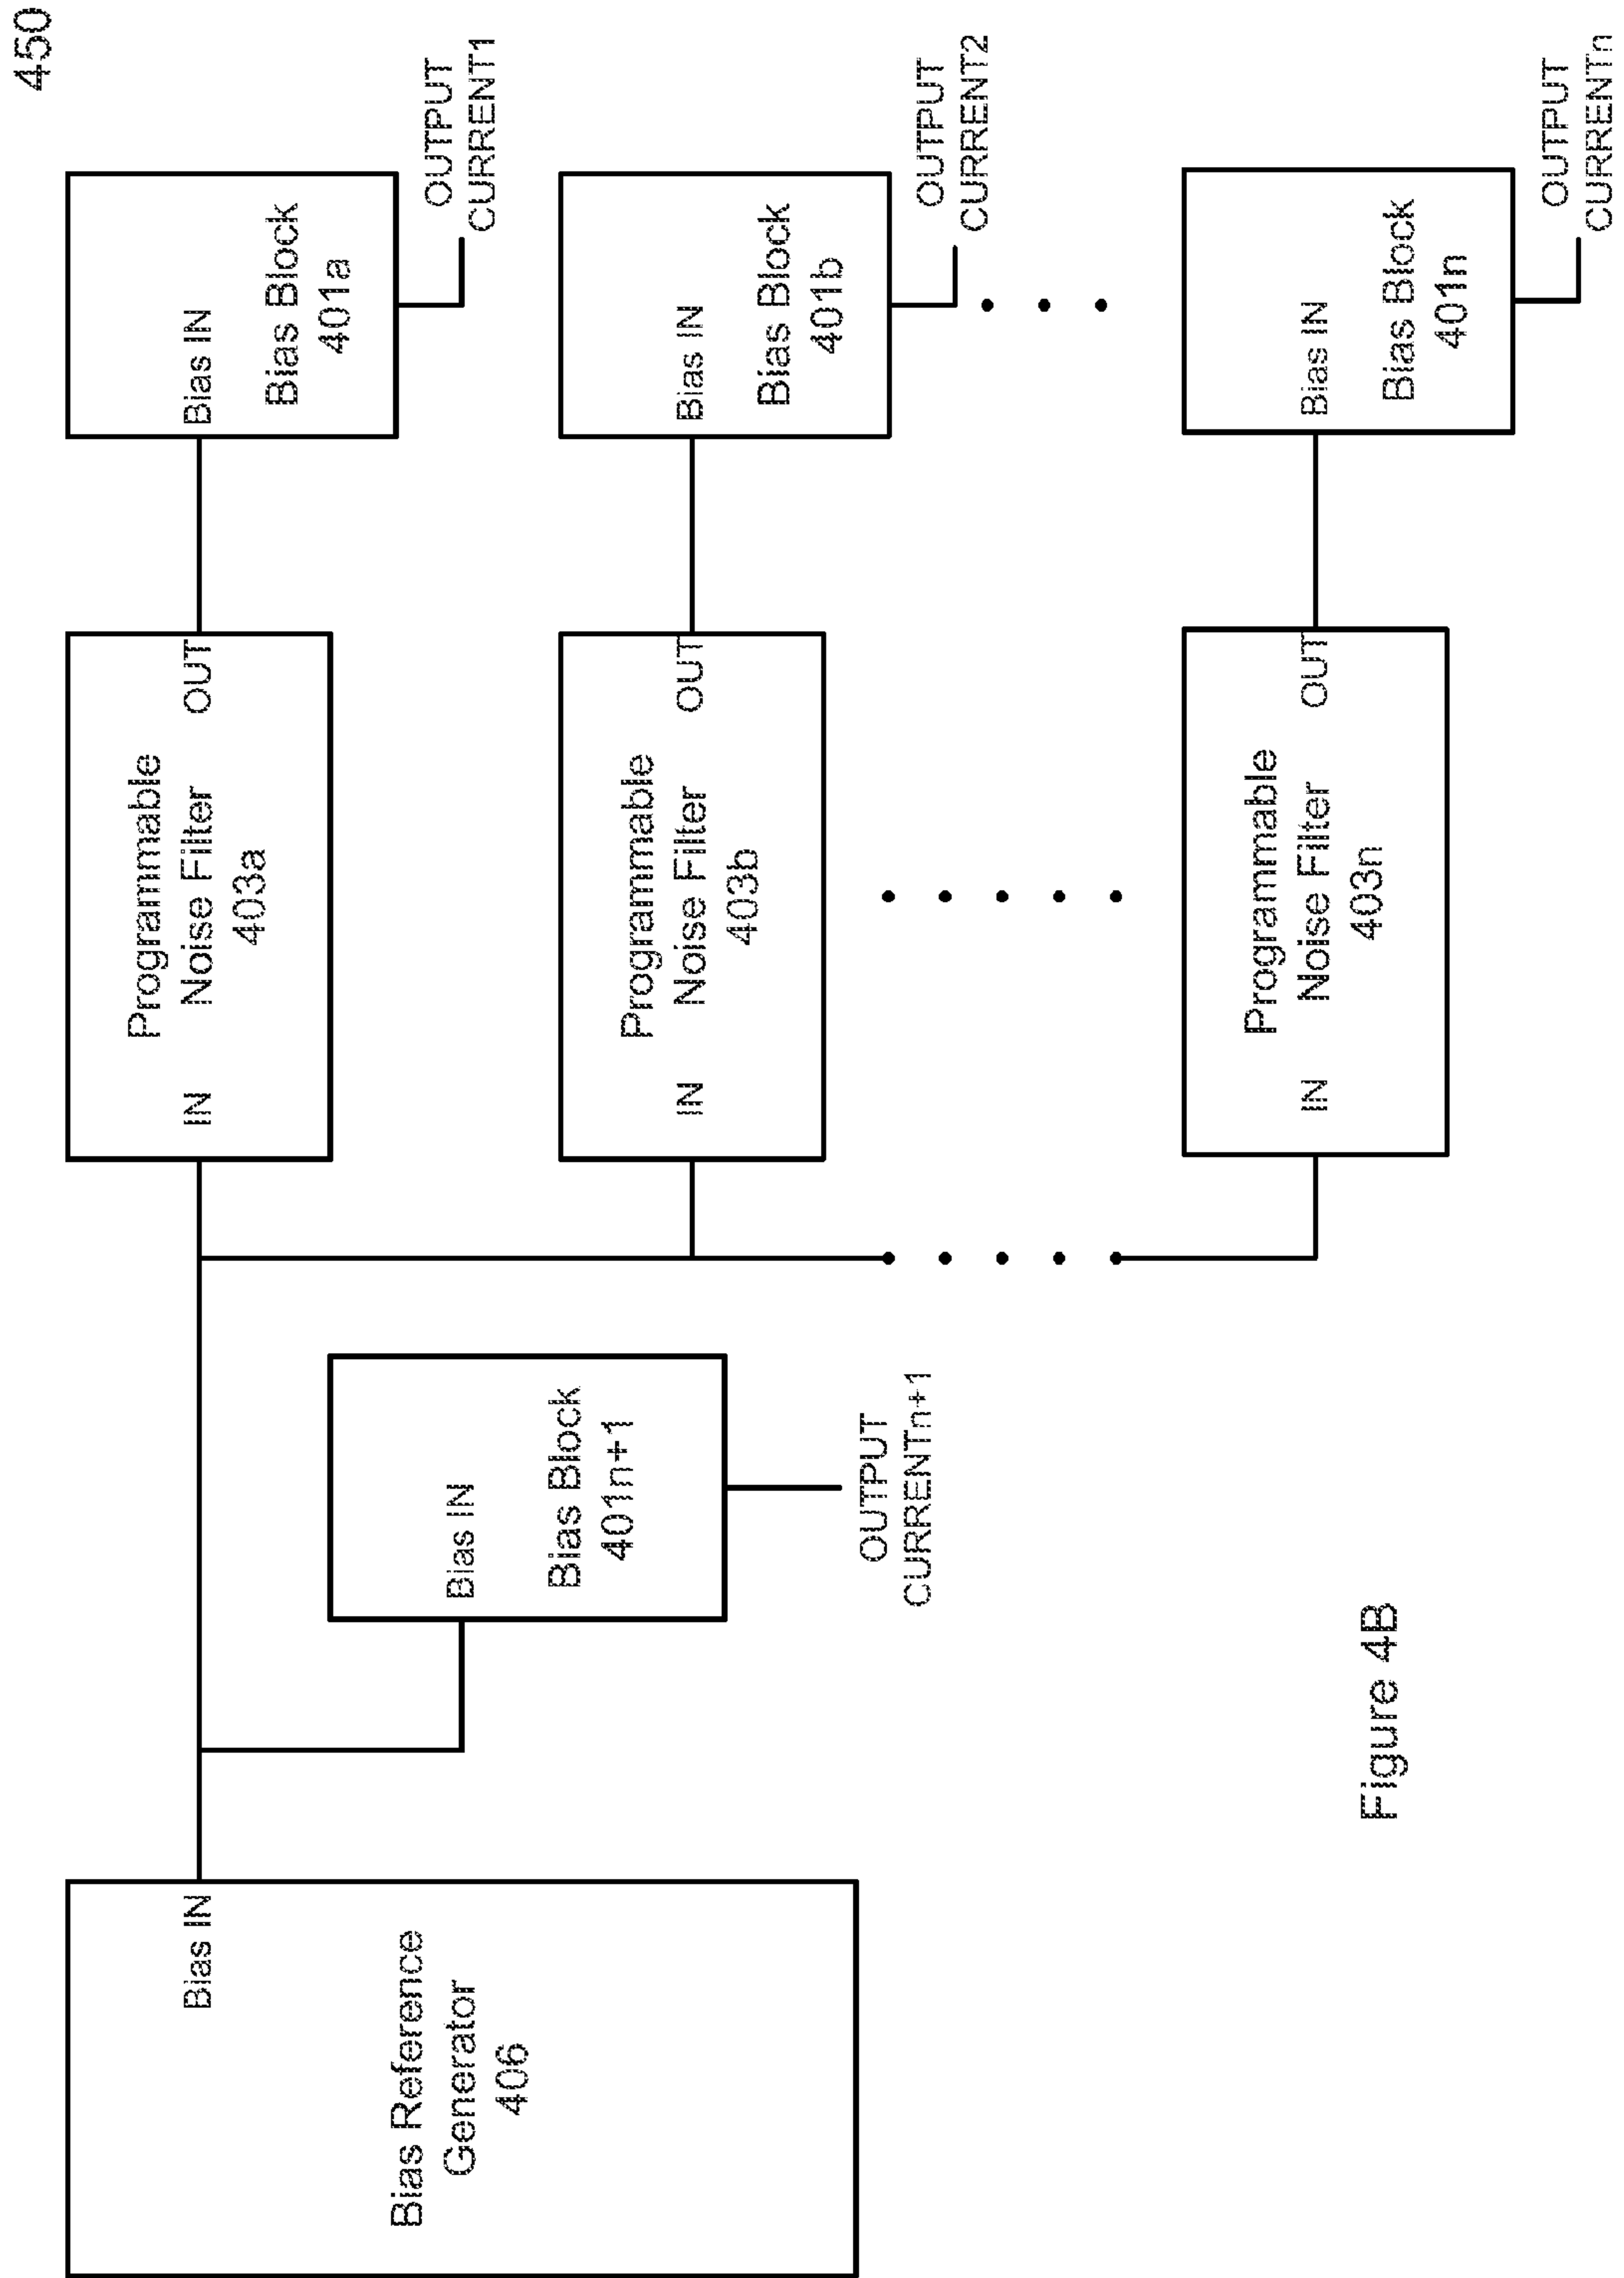 450
Bias Reference
Generator
406
Bias IN
Bias IN
Bias Block
401n+1
OUTPUT
CURRENTn+1
Programmable
IN Noise Filter OUT
403a
Bias IN
Bias Block
401a
OUTPUT
CURRENT1
Programmable
IN Noise Filter OUT
403b
Bias IN
Bias Block
401b
OUTPUT
CURRENT2
Programmable
IN Noise Filter OUT
403n
Bias IN
Bias Block
401n
OUTPUT
CURRENTn
Figure 4B